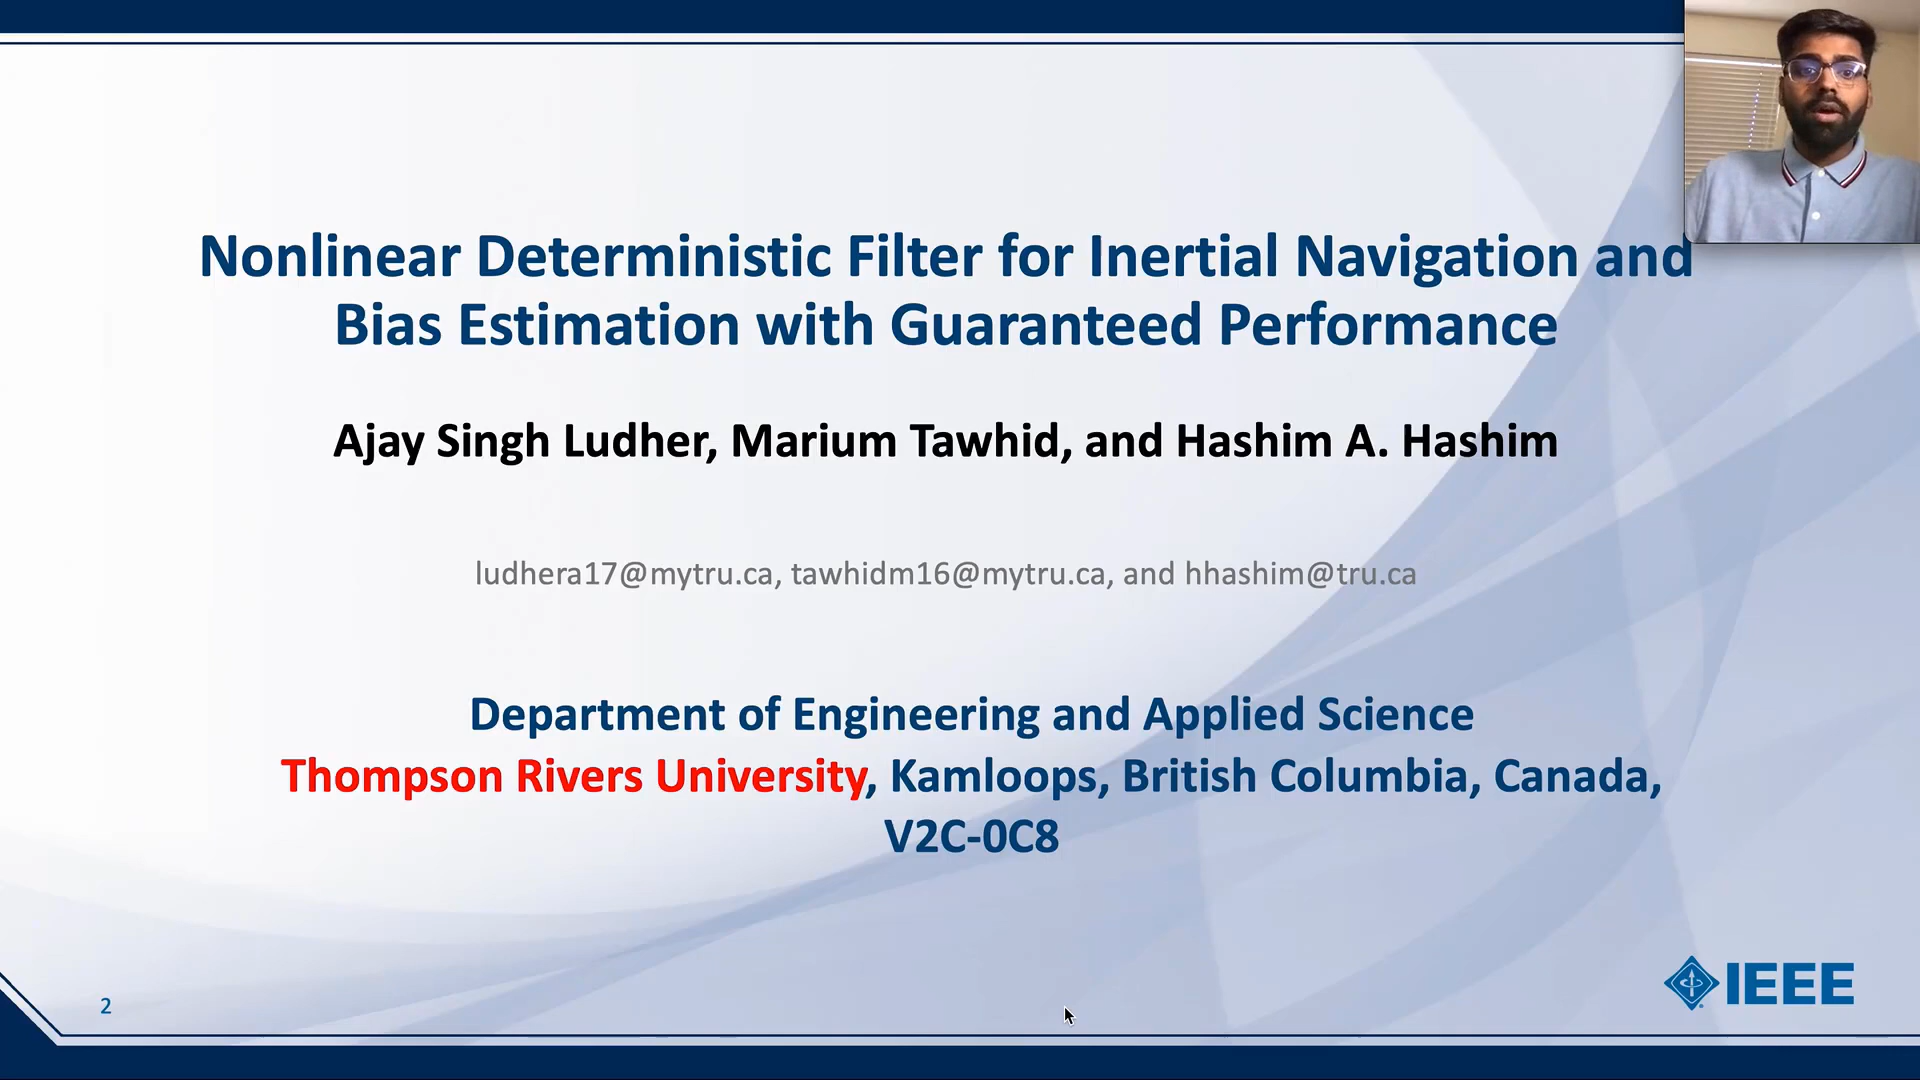 Nonlinear Deterministic Filter for Inertial Navigation and
Bias Estimation with Guaranteed Performance
Ajay Singh Ludher, Marium Tawhid, and Hashim A. Hashim
ludhera17@mytru.ca, tawhidm16@mytru.ca, and hhashim@tru.ca
Department of Engineering and Applied Science
Thompson Rivers University, Kamloops, British Columbia, Canada,
V2C-0C8
2
IEEE